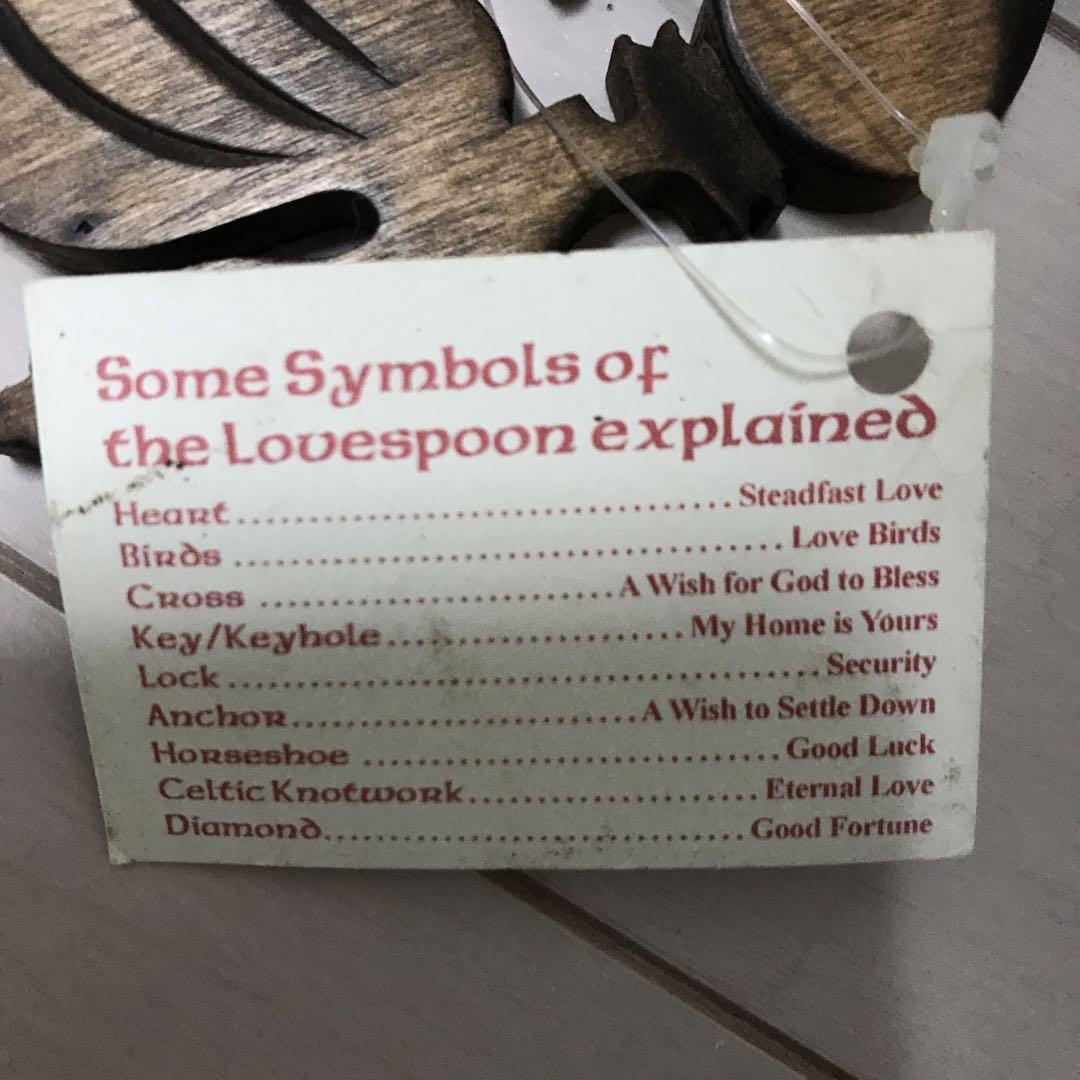 Some Symbols of
the Lovespoon explained
Heart.................................. Steadfast Love
Birds ...................................... Love Birds
Cross ........................ A Wish for God to Bless
Key/Keyhole..................... My Home is Yours
Lock ........................................ Security
Anchor........................ A Wish to Settle Down
Horseshoe ............................. Good Luck
Celtic Knotwork..................... Eternal Love
Diamond............................. Good Fortune